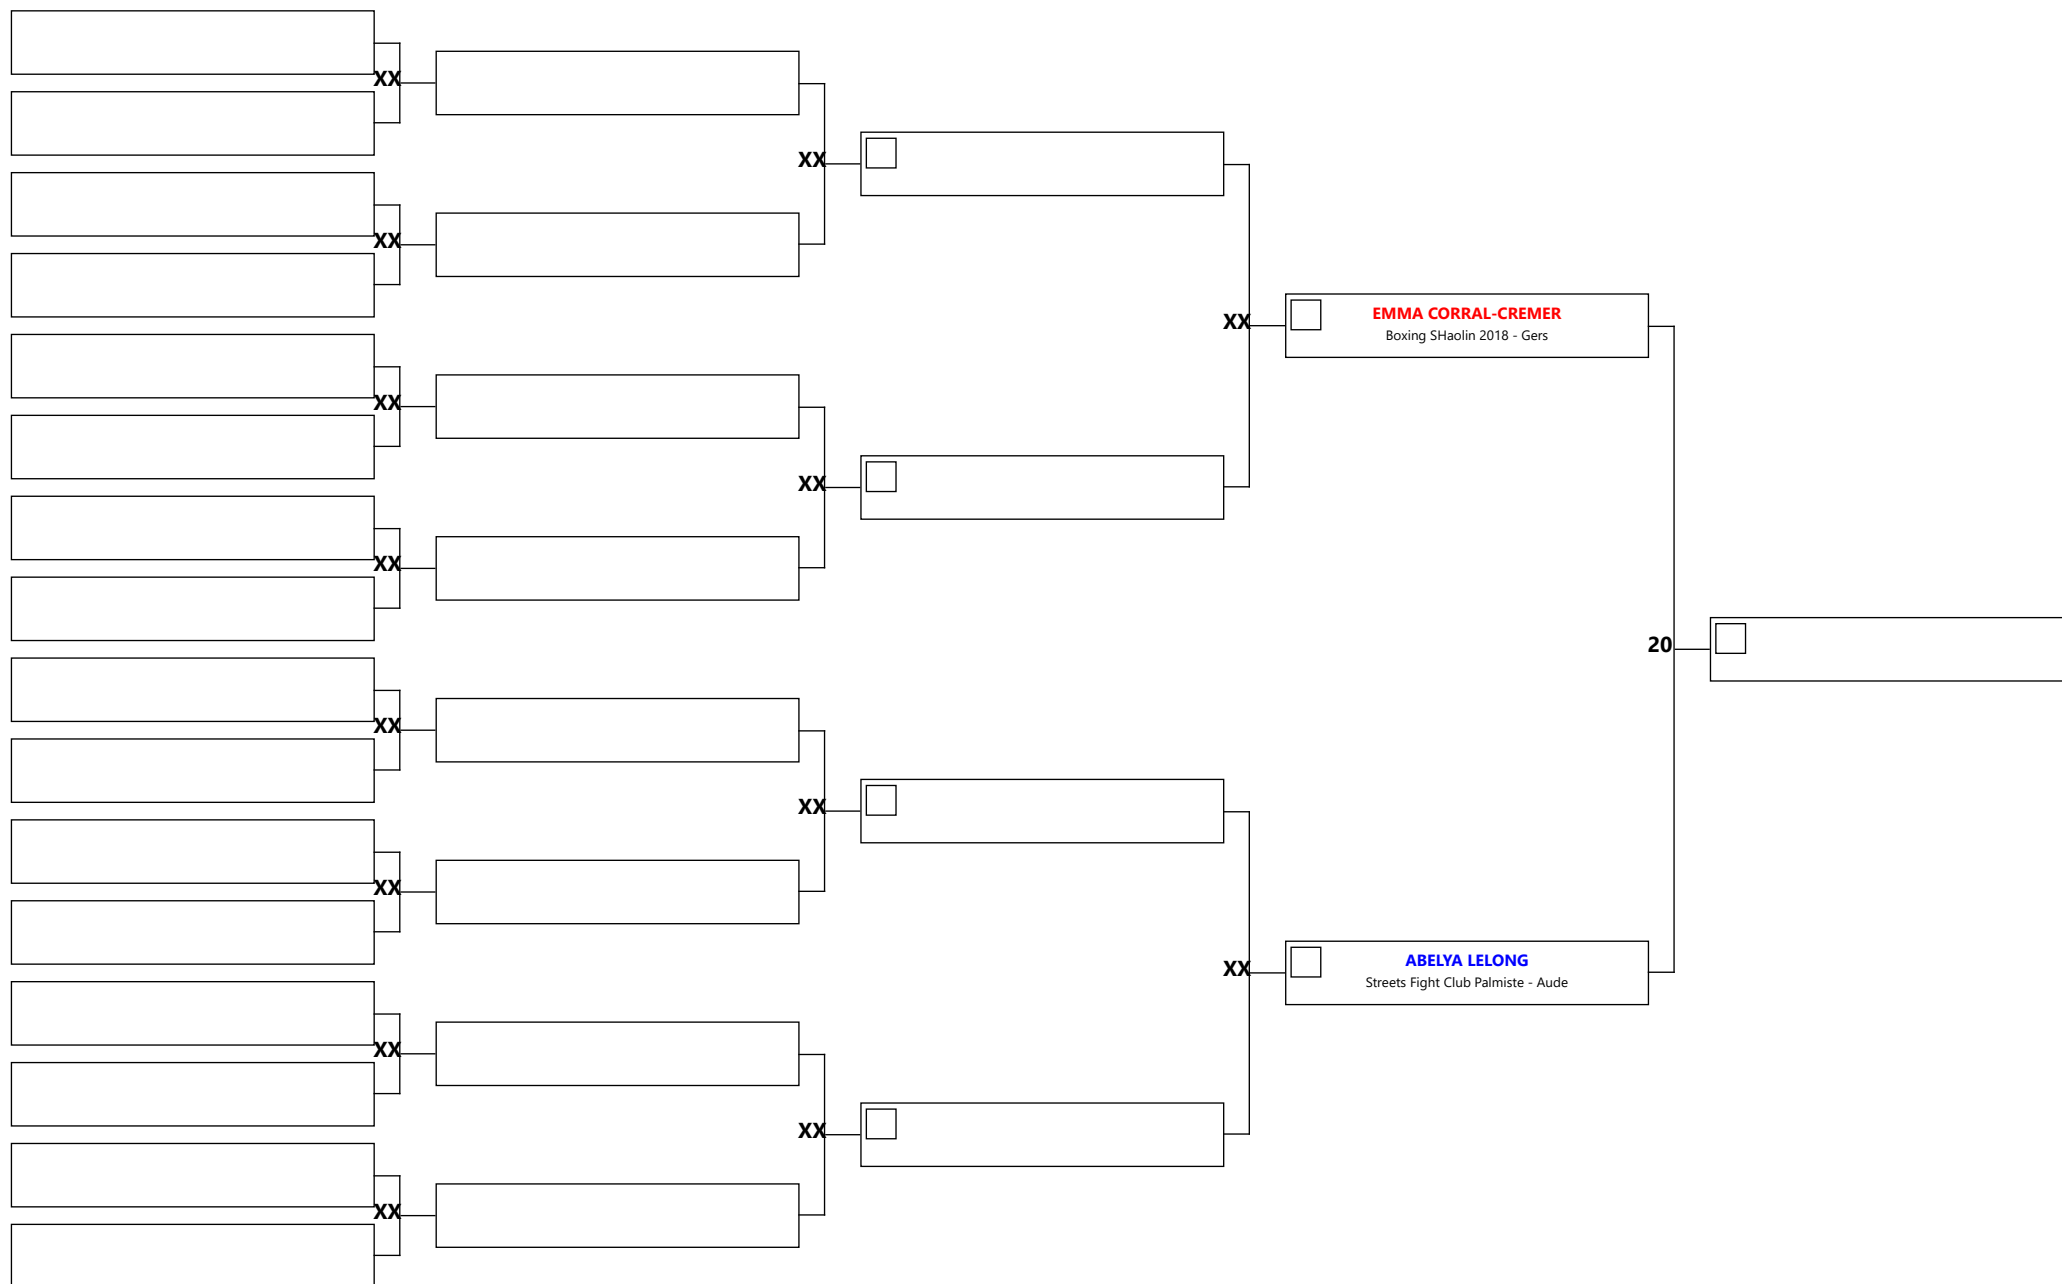 XX
XX
XX
XX
XX
EMMA CORRAL-CREMER
Boxing SHaolin 2018 - Gers
XX
XX
20
XX
XX
XX
XX
ABELYA LELONG
Streets Fight Club Palmiste - Aude
XX
XX
XX